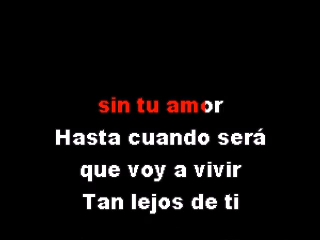 sin tu amor
Hasta cuando será
que voy a vivir
Tan lejos de ti